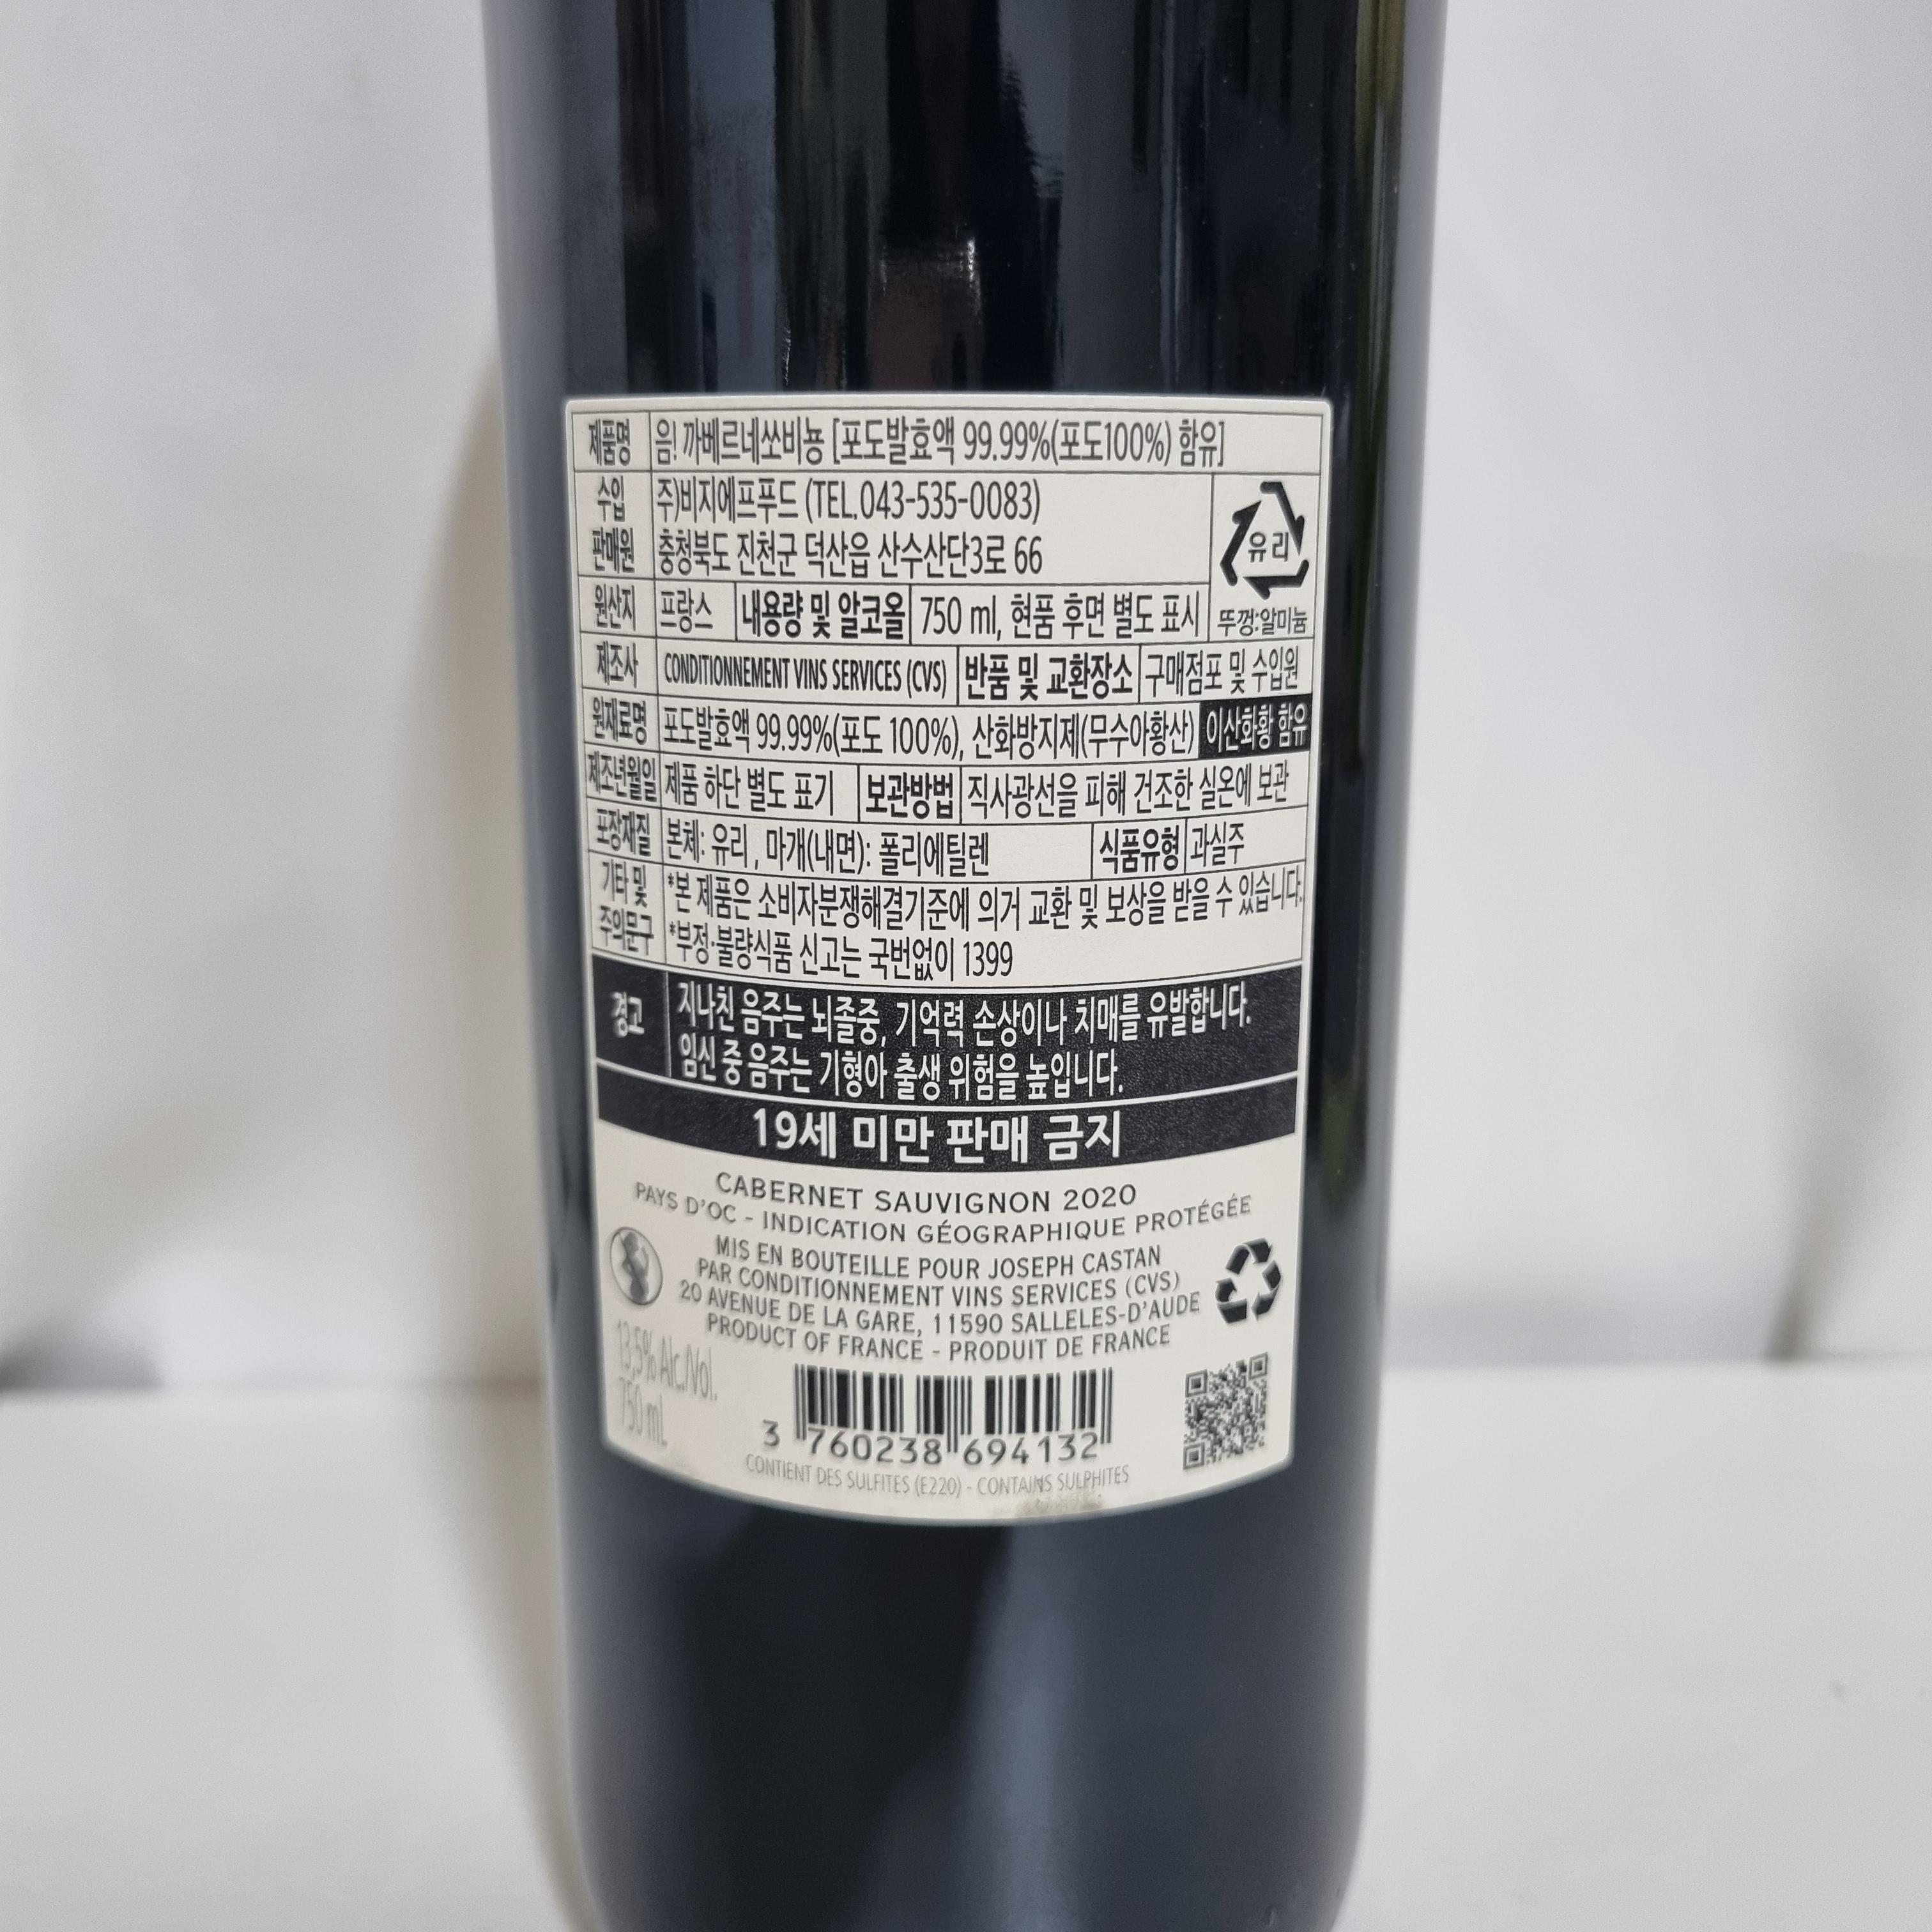 제품명 음! 까베르네쏘비뇽 [포도발효액 99.99%(포도100%) 함유]
수입 주)비지에프푸드 (TEL.043-535-0083)
판매원 충청북도 진천군 덕산읍 산수산단3로 66
유리
원산지 프랑스 내용량 및 알코올 750 ml, 현품 후면 별도 표시 뚜껑:알미늄
제조사 CONDITIONNEMENT VINS SERVICES (CVS) 반품 및 교환장소 구매점포 및 수입원
원재료명 포도발효액 99.99%(포도 100%), 산화방지제(무수아황산) 이산화황 함유
제조년월일 제품 하단 별도 표기 보관방법 직사광선을 피해 건조한 실온에 보관
포장재질 본체: 유리, 마개(내면): 폴리에틸렌 식품유형 과실주
기타 및 *본 제품은 소비자분쟁해결기준에 의거 교환 및 보상을 받을 수 있습니다.
주의문구 *부정·불량식품 신고는 국번없이 1399
경고 지나친 음주는 뇌졸중, 기억력 손상이나 치매를 유발합니다.
임신 중 음주는 기형아 출생 위험을 높입니다.
19세 미만 판매 금지
CABERNET SAUVIGNON 2020
PAYS D'OC - INDICATION GÉOGRAPHIQUE PROTÉGÉE
MIS EN BOUTEILLE POUR JOSEPH CASTAN
PAR CONDITIONNEMENT VINS SERVICES (CVS)
20 AVENUE DE LA GARE, 11590 SALLELES-D'AUDE
PRODUCT OF FRANCE - PRODUIT DE FRANCE
13,5% Alc./Vol.
750 mL
3 760238 694132
CONTIENT DES SULFITES (E220) - CONTAINS SULPHITES